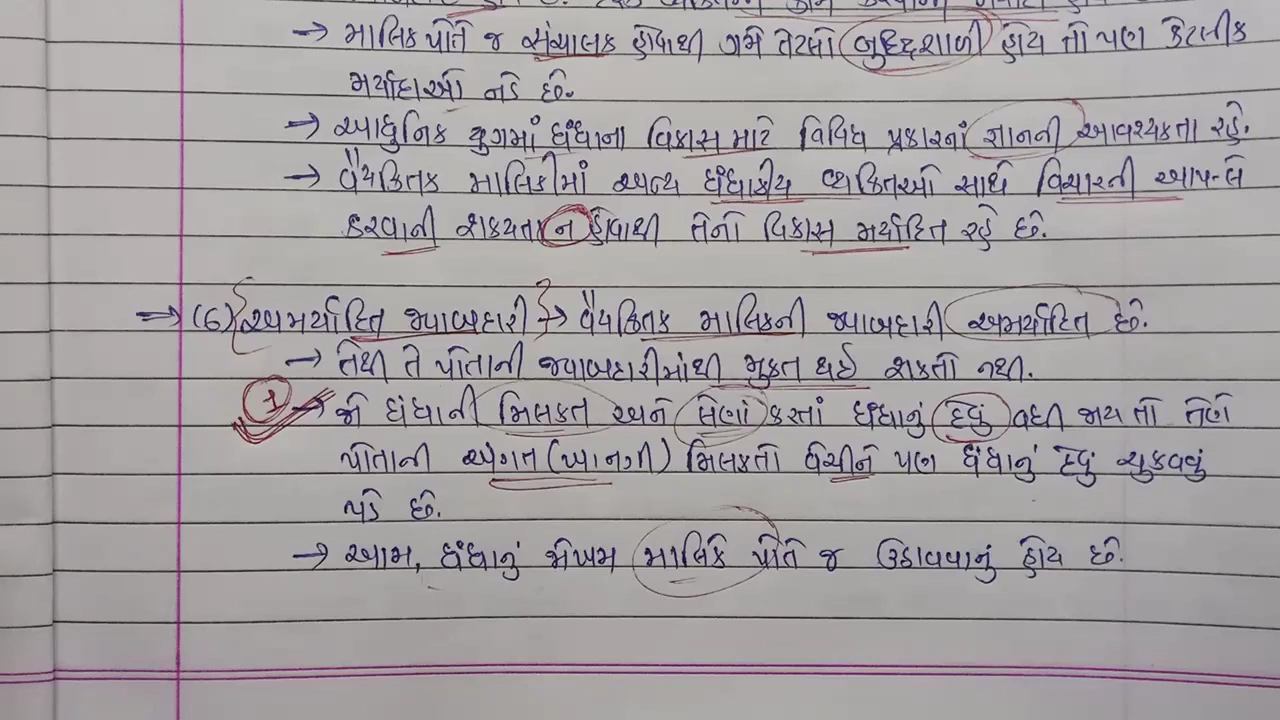 → માલિક પોતે જ સંચાલક હોવાથી ગમે તેટલો બુદ્ધિશાળી હોય તો પણ કેટલીક
મર્યાદાઓ નડે છે.
→ આધુનિક યુગમાં ધંધાના વિકાસ માટે વિવિધ પ્રકારનાં જ્ઞાનની આવશ્યકતા રહે.
→ વૈયક્તિક માલિકીમાં અન્ય ધંધાકીય વ્યક્તિઓ સાથે વિચારની આપ-લે
કરવાની શક્યતા ન હોવાથી તેનો વિકાસ મર્યાદિત રહે છે.
→ (6) {અમર્યાદિત જવાબદારી} → વૈયક્તિક માલિકની જવાબદારી અમર્યાદિત છે.
→ તેથી તે પોતાની જવાબદારીમાંથી મુક્ત થઈ શકતો નથી.
→ જો ધંધાની મિલકત અને લેણાં કરતાં ધંધાનું દેવું વધી જાય તો તેણે
પોતાની અંગત (ખાનગી) મિલકતો વેચીને પણ ધંધાનું દેવું ચુકવવું
પડે છે.
→ આમ, ધંધાનું જોખમ માલિકે પોતે જ ઉઠાવવાનું હોય છે.